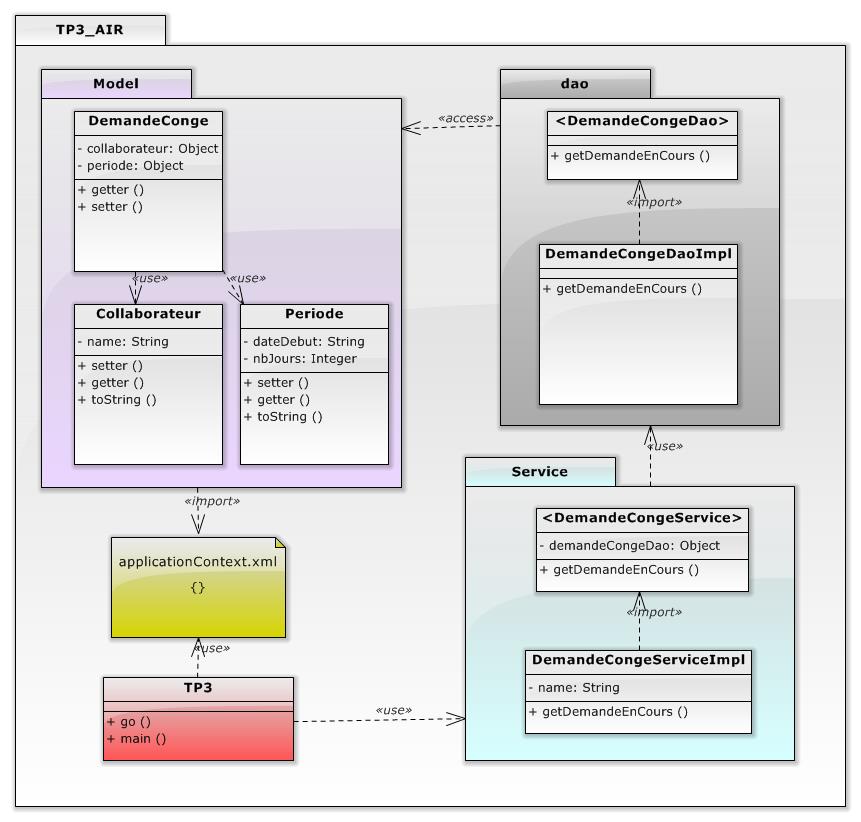 TP3_AIR
Model
DemandeConge
- collaborateur: Object
- periode: Object
+ getter ()
+ setter ()
«use»
«use»
Collaborateur
- name: String
+ setter ()
+ getter ()
+ toString ()
Periode
- dateDebut: String
- nbJours: Integer
+ setter ()
+ getter ()
+ toString ()
«access»
dao
<DemandeCongeDao>
+ getDemandeEnCours ()
«import»
DemandeCongeDaoImpl
+ getDemandeEnCours ()
«use»
«import»
applicationContext.xml
{}
«use»
TP3
+ go ()
+ main ()
«use»
Service
<DemandeCongeService>
- demandeCongeDao: Object
+ getDemandeEnCours ()
«import»
DemandeCongeServiceImpl
- name: String
+ getDemandeEnCours ()